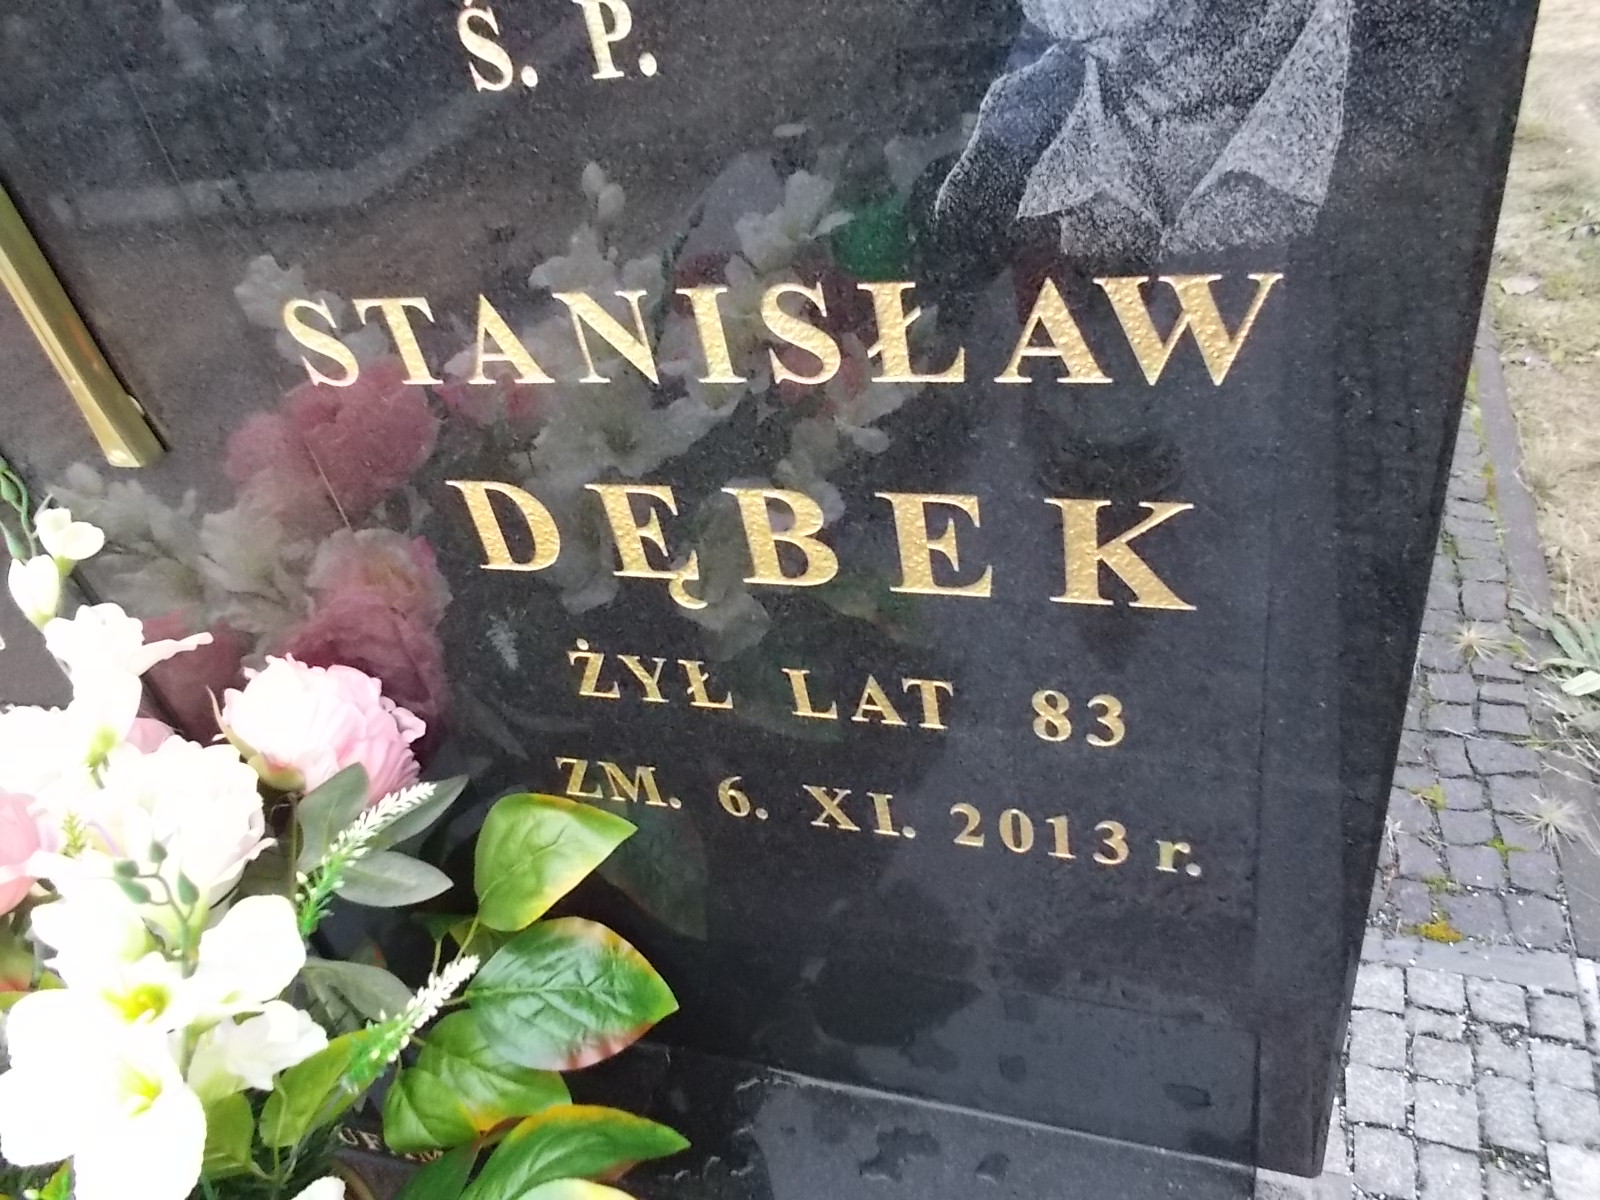 Ś. P.
STANISŁAW
DĘBEK
ŻYŁ LAT 83
ZM. 6. XI. 2013 r.